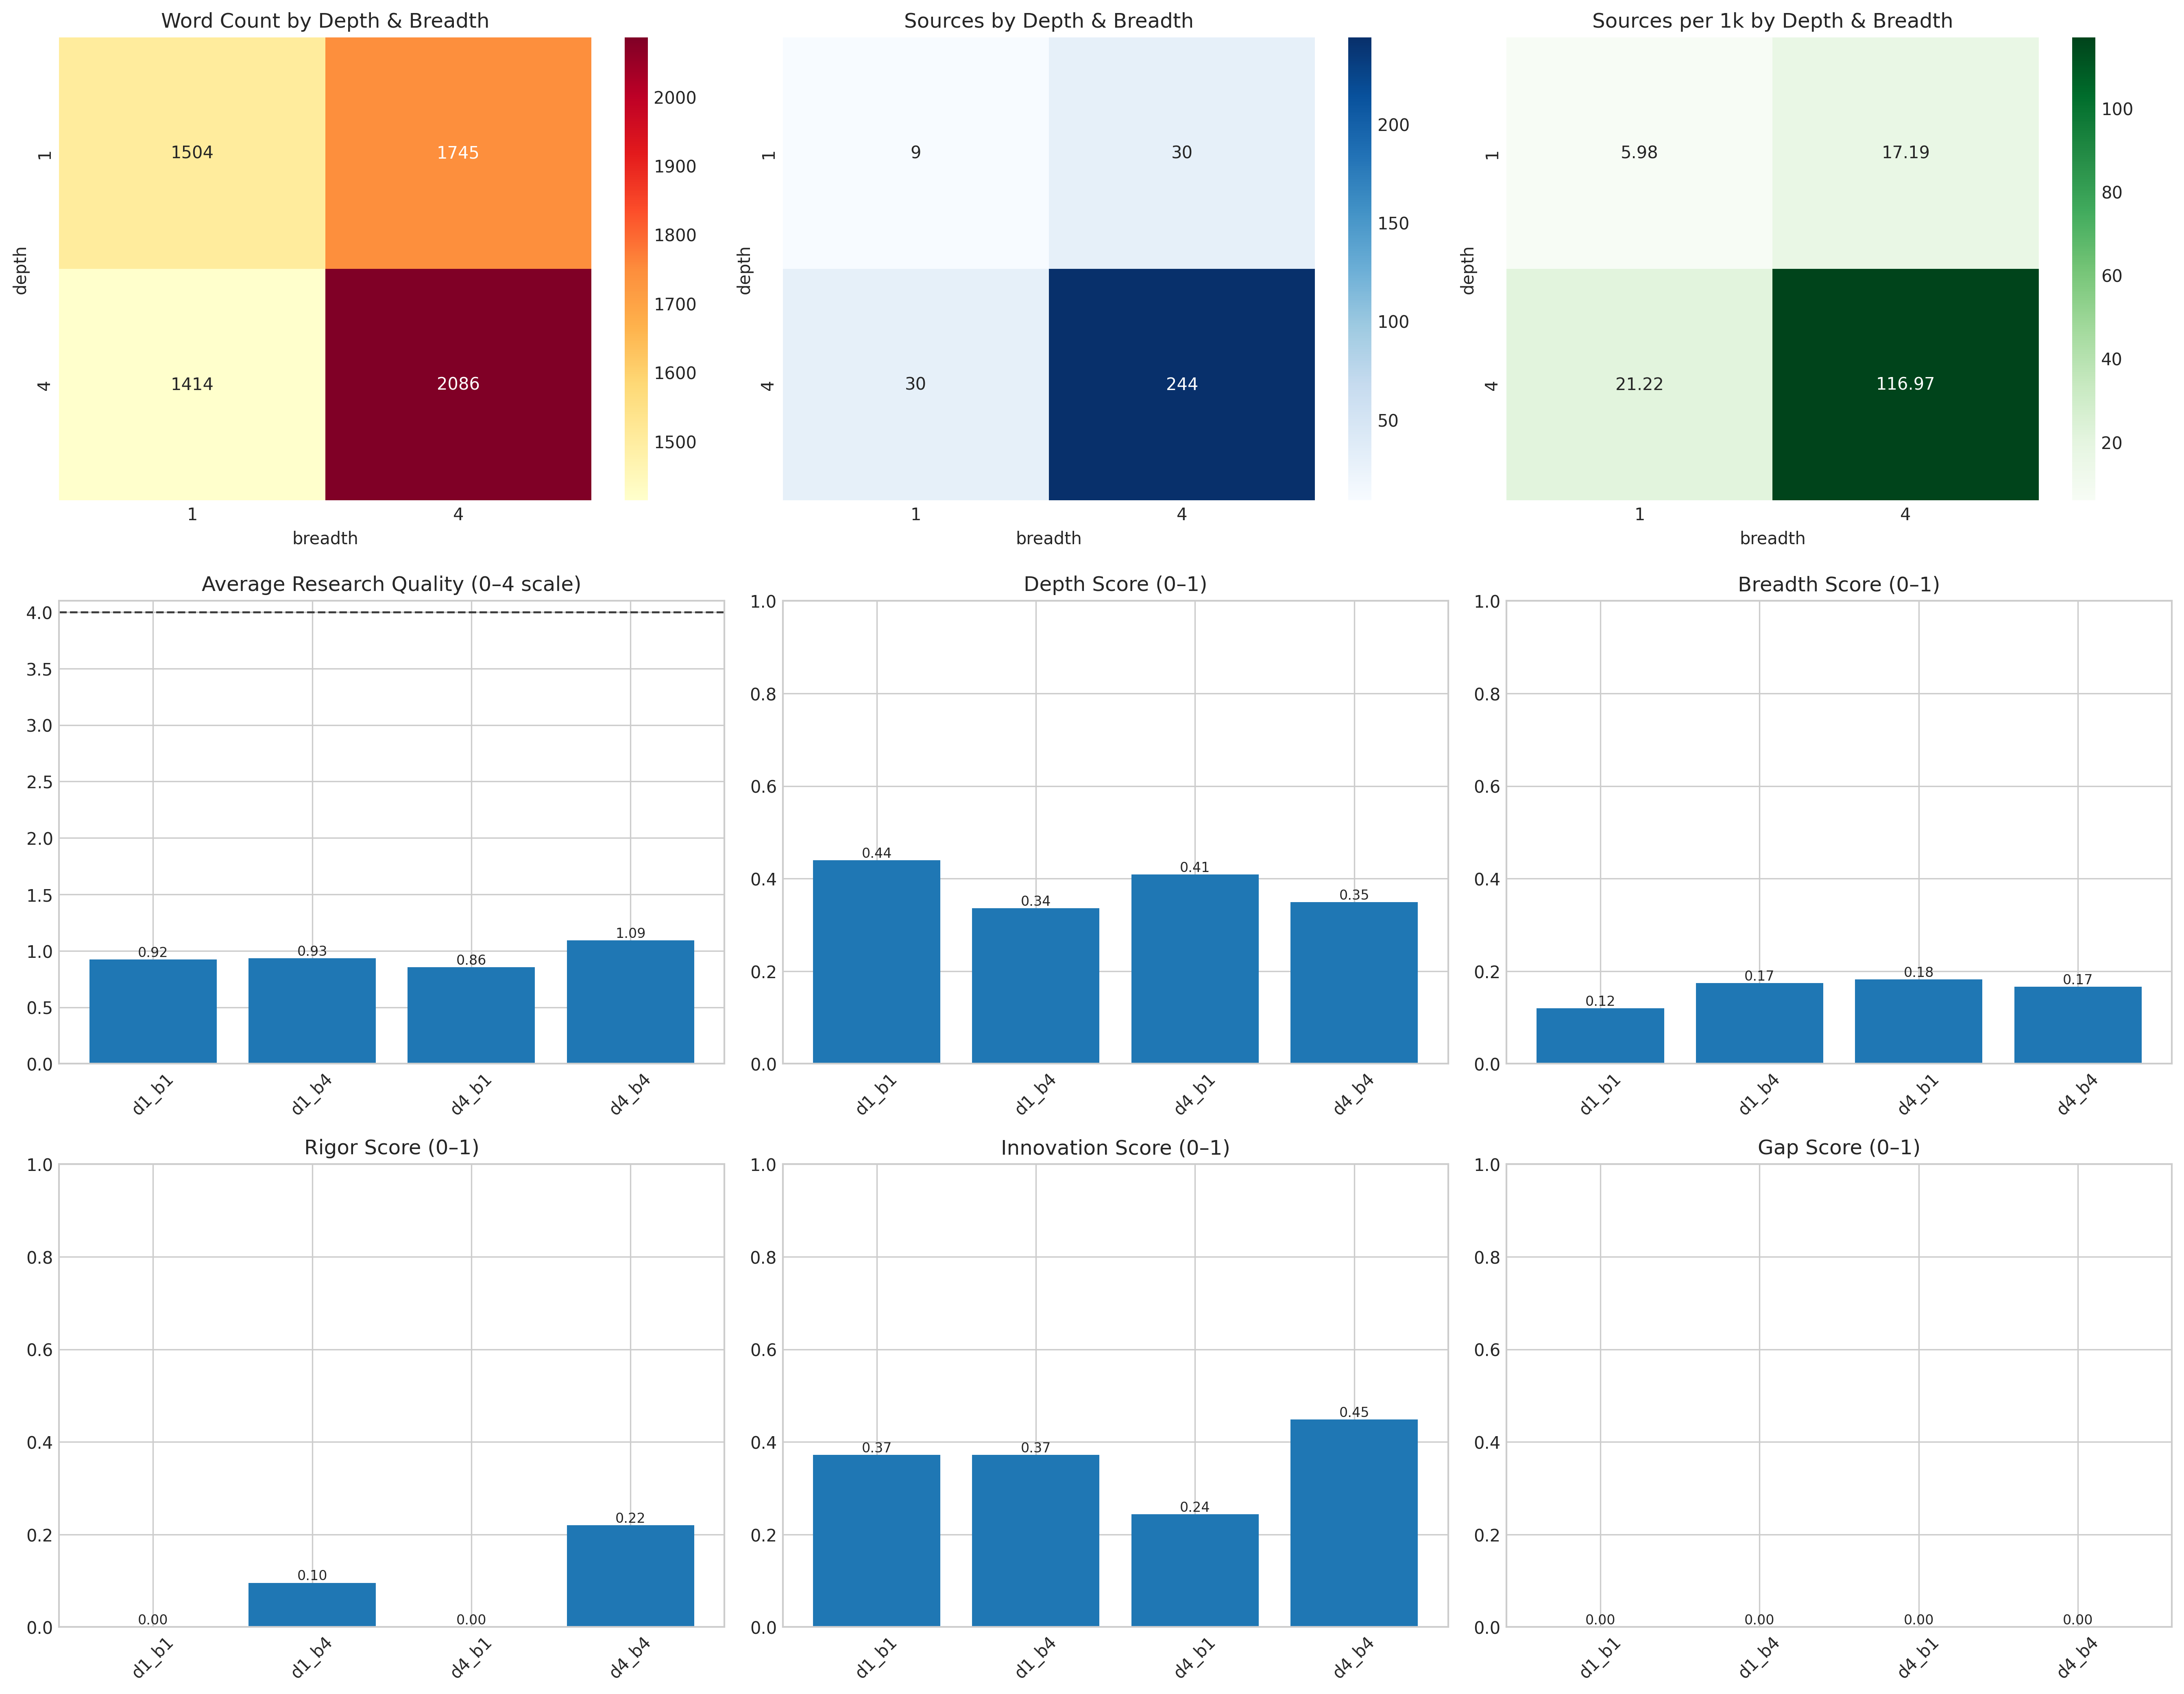 Word Count by Depth & Breadth
1504 1745
1414 2086
1
4
depth
1 4
breadth
2000
1900
1800
1700
1600
1500
Sources by Depth & Breadth
9 30
30 244
1
4
depth
1 4
breadth
200
150
100
50
Sources per 1k by Depth & Breadth
5.98 17.19
21.22 116.97
1
4
depth
1 4
breadth
100
80
60
40
20
Average Research Quality (0–4 scale)
4.0
3.5
3.0
2.5
2.0
1.5
1.0
0.5
0.0
0.92 0.93 0.86 1.09
d1_b1 d1_b4 d4_b1 d4_b4
Depth Score (0–1)
1.0
0.8
0.6
0.4
0.2
0.0
0.44 0.34 0.41 0.35
d1_b1 d1_b4 d4_b1 d4_b4
Breadth Score (0–1)
1.0
0.8
0.6
0.4
0.2
0.0
0.12 0.17 0.18 0.17
d1_b1 d1_b4 d4_b1 d4_b4
Rigor Score (0–1)
1.0
0.8
0.6
0.4
0.2
0.0
0.00 0.10 0.00 0.22
d1_b1 d1_b4 d4_b1 d4_b4
Innovation Score (0–1)
1.0
0.8
0.6
0.4
0.2
0.0
0.37 0.37 0.24 0.45
d1_b1 d1_b4 d4_b1 d4_b4
Gap Score (0–1)
1.0
0.8
0.6
0.4
0.2
0.0
0.00 0.00 0.00 0.00
d1_b1 d1_b4 d4_b1 d4_b4